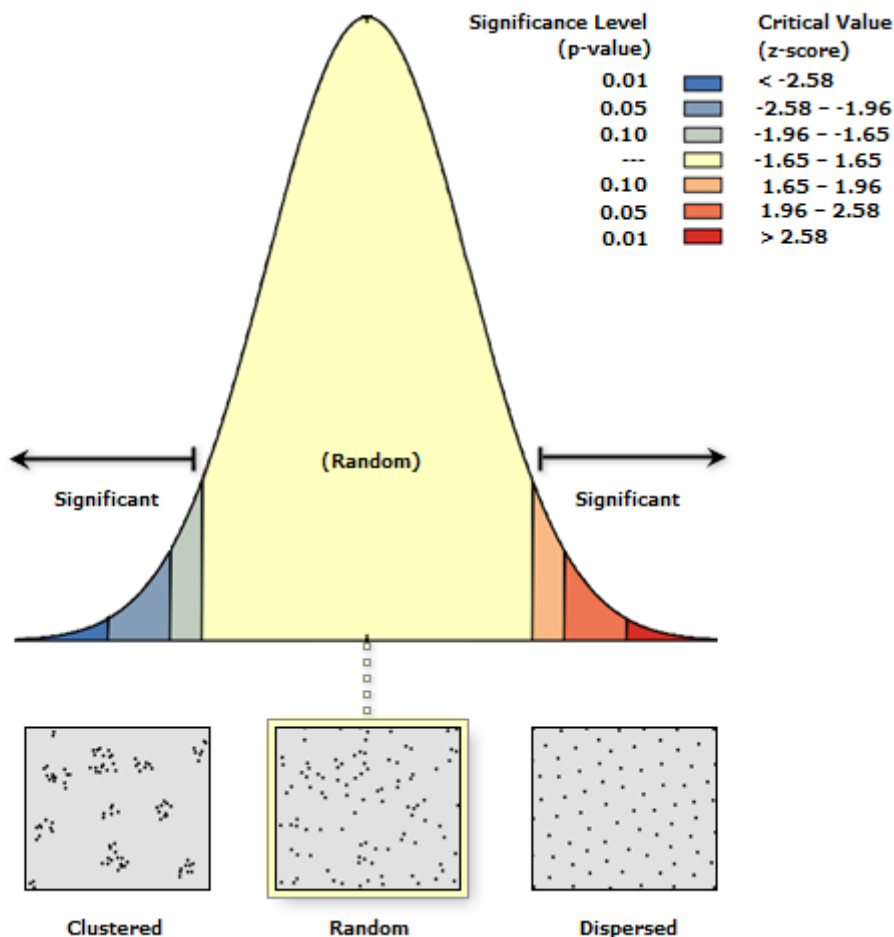 Significance Level
(p-value)
Critical Value
(z-score)
0.01 < -2.58
0.05 -2.58 – -1.96
0.10 -1.96 – -1.65
--- -1.65 – 1.65
0.10 1.65 – 1.96
0.05 1.96 – 2.58
0.01 > 2.58
(Random)
Significant
Significant
Clustered
Random
Dispersed